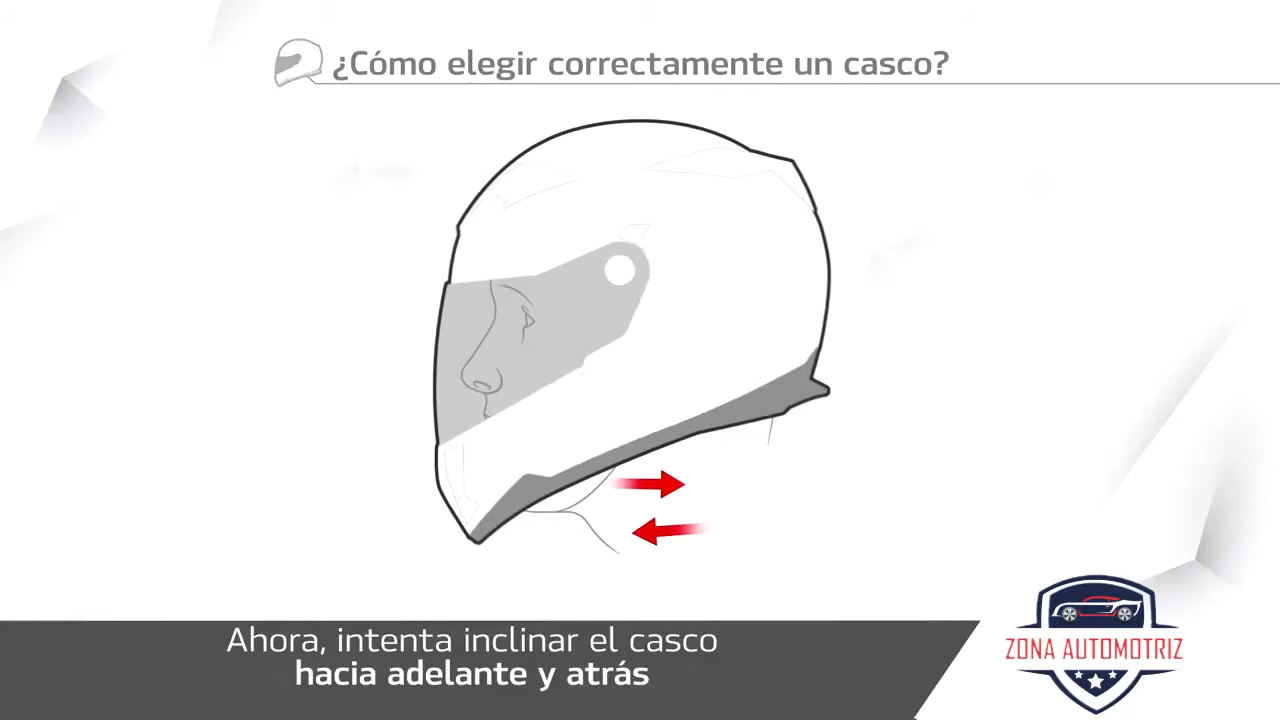 ¿Cómo elegir correctamente un casco?
Ahora, intenta inclinar el casco
hacia adelante y atrás
ZONA AUTOMOTRIZ